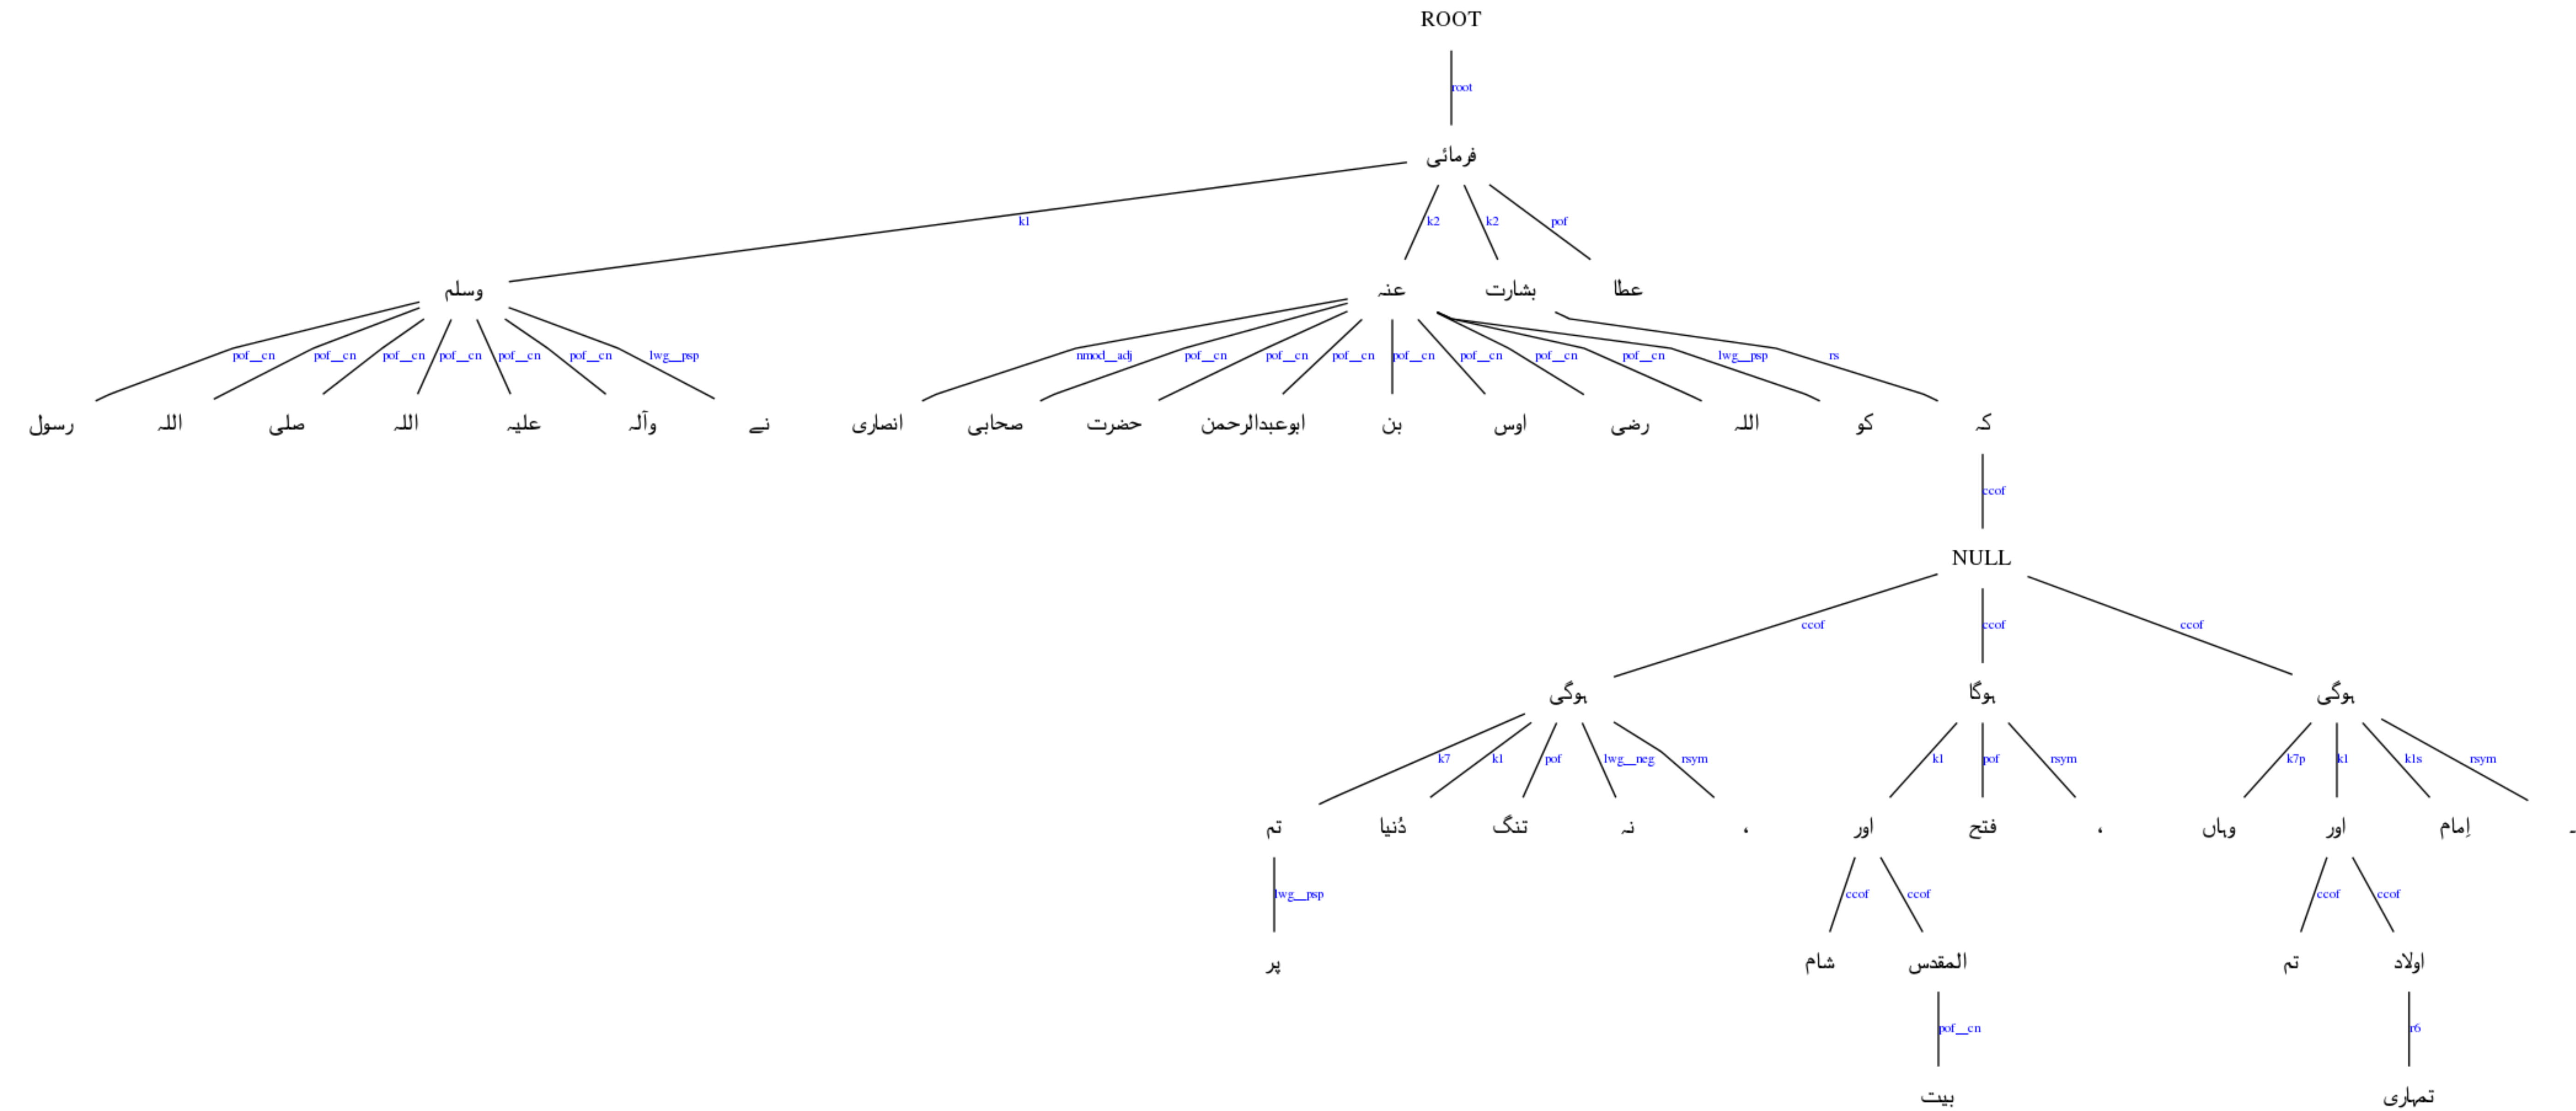 ROOT
root
فرمائی
k1 k2 k2 pof
وسلم عنہ بشارت عطا
pof__cn pof__cn pof__cn pof__cn pof__cn pof__cn lwg__psp nmod__adj pof__cn pof__cn pof__cn pof__cn pof__cn pof__cn pof__cn lwg__psp rs
رسول اللہ صلی اللہ علیہ وآلہ نے انصاری صحابی حضرت ابوعبدالرحمن بن اوس رضی اللہ کو کہ
ccof
NULL
ccof ccof ccof
ہوگی ہوگا ہوگی
k7 k1 pof lwg__neg rsym k1 pof rsym k7p k1 k1s rsym
تم دُنیا تنگ نہ ، اور فتح ، وہاں اور اِمام ۔
lwg__psp ccof ccof ccof ccof
پر شام المقدس تم اولاد
pof__cn r6
بیت تمہاری